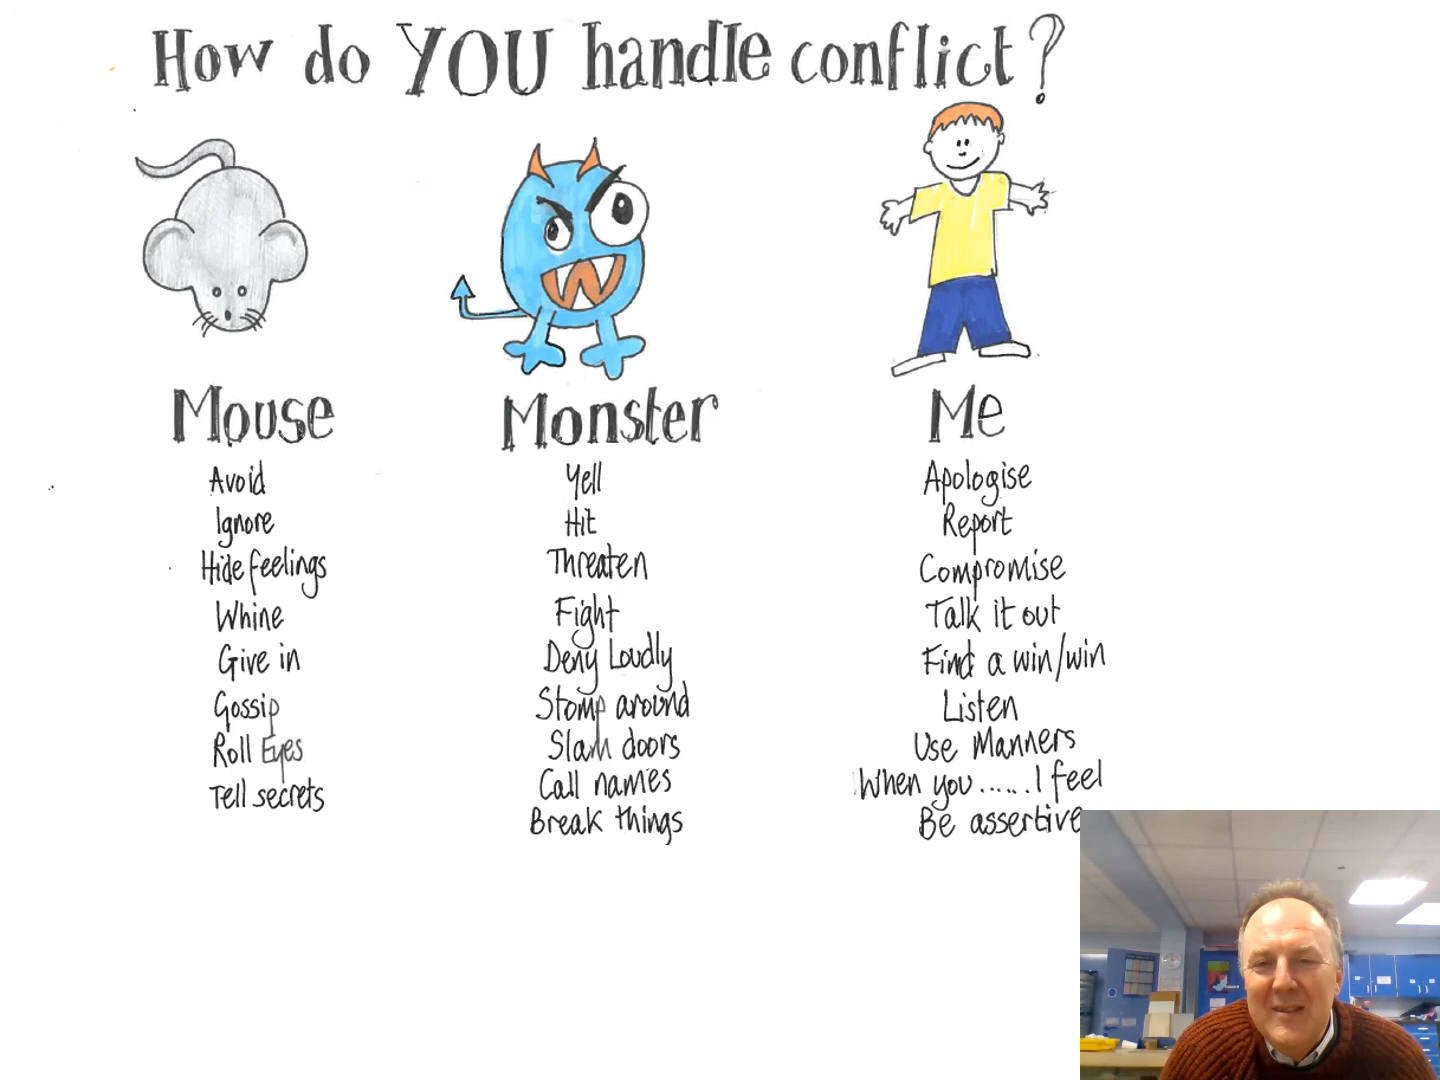 How do YOU handle conflict?
Mouse
Avoid
Ignore
Hide feelings
Whine
Give in
Gossip
Roll Eyes
Tell secrets
Monster
Yell
Hit
Threaten
Fight
Deny Loudly
Stomp around
Slam doors
Call names
Break things
Me
Apologise
Report
Compromise
Talk it out
Find a win/win
Listen
Use Manners
When you......I feel
Be assertive